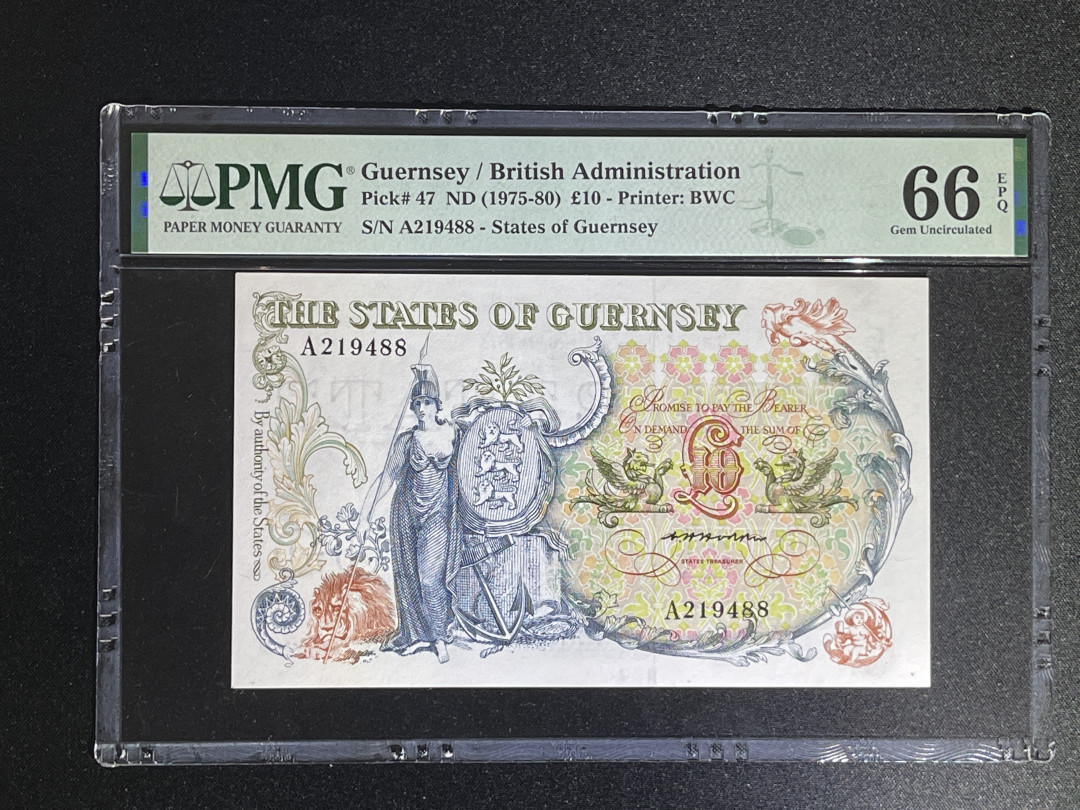 PMG®
PAPER MONEY GUARANTY
Guernsey / British Administration
Pick# 47 ND (1975-80) £10 - Printer: BWC
S/N A219488 - States of Guernsey
66
EPQ
Gem Uncirculated
THE STATES OF GUERNSEY
A219488
By authority of the States
PROMISE TO PAY THE BEARER
ON DEMAND THE SUM OF
£10
STATES TREASURER
A219488